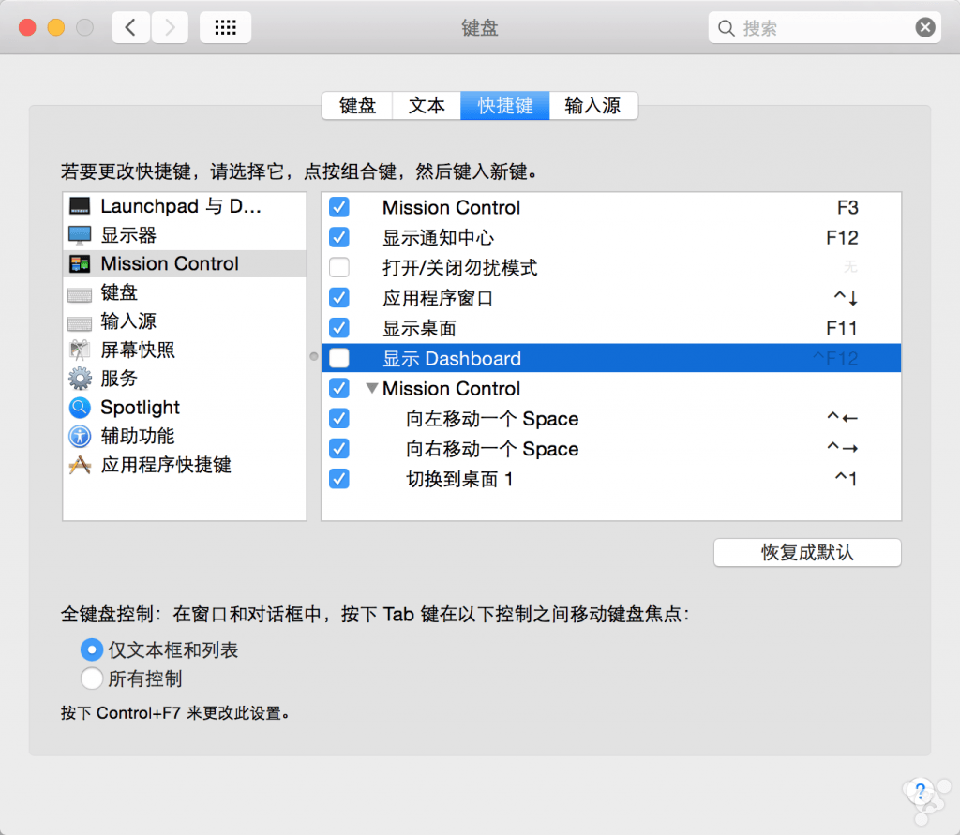 键盘
搜索
键盘 文本 快捷键 输入源
若要更改快捷键，请选择它，点按组合键，然后键入新键。
Launchpad 与 D...
显示器
Mission Control
键盘
输入源
屏幕快照
服务
Spotlight
辅助功能
应用程序快捷键
Mission Control F3
显示通知中心 F12
打开/关闭勿扰模式 无
应用程序窗口 ^↓
显示桌面 F11
显示 Dashboard ^F12
Mission Control
向左移动一个 Space ^←
向右移动一个 Space ^→
切换到桌面 1 ^1
恢复成默认
全键盘控制：在窗口和对话框中，按下 Tab 键在以下控制之间移动键盘焦点：
仅文本框和列表
所有控制
按下 Control+F7 来更改此设置。
?